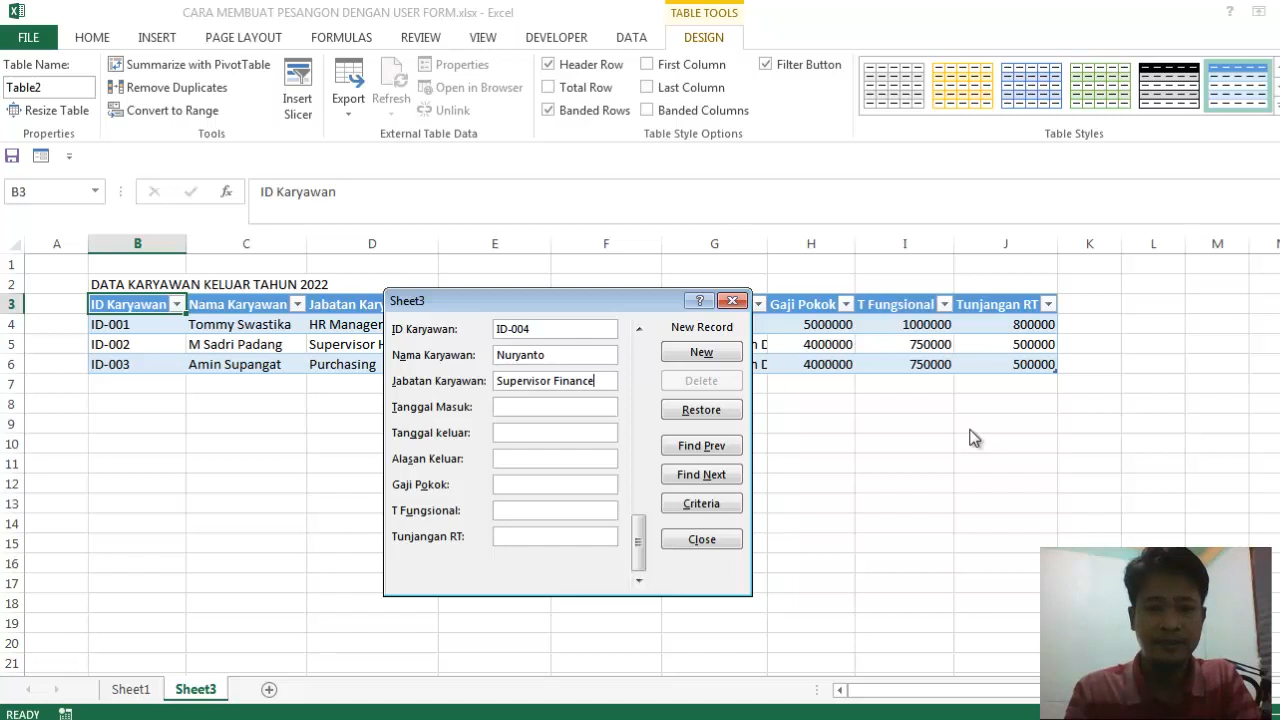 CARA MEMBUAT PESANGON DENGAN USER FORM.xlsx - Excel
TABLE TOOLS
?
FILE HOME INSERT PAGE LAYOUT FORMULAS REVIEW VIEW DEVELOPER DATA DESIGN
Table Name:
Table2
Resize Table
Properties
Summarize with PivotTable
Remove Duplicates
Convert to Range
Tools
Insert
Slicer
Export
Refresh
Properties
Open in Browser
Unlink
External Table Data
Header Row
Total Row
Banded Rows
First Column
Last Column
Banded Columns
Filter Button
Table Style Options
Table Styles
B3
fx
ID Karyawan
A B C D E F G H I J K L M
1
2 DATA KARYAWAN KELUAR TAHUN 2022
3 ID Karyawan Nama Karyawan Jabatan Kar Gaji Pokok T Fungsional Tunjangan RT
4 ID-001 Tommy Swastika HR Manager 5000000 1000000 800000
5 ID-002 M Sadri Padang Supervisor H n D 4000000 750000 500000
6 ID-003 Amin Supangat Purchasing n D 4000000 750000 500000
7
8
9
10
11
12
13
14
15
16
17
18
19
20
21
Sheet3
?
ID Karyawan: ID-004
Nama Karyawan: Nuryanto
Jabatan Karyawan: Supervisor Finance
Tanggal Masuk:
Tanggal keluar:
Alasan Keluar:
Gaji Pokok:
T Fungsional:
Tunjangan RT:
New Record
New
Delete
Restore
Find Prev
Find Next
Criteria
Close
Sheet1 Sheet3
READY